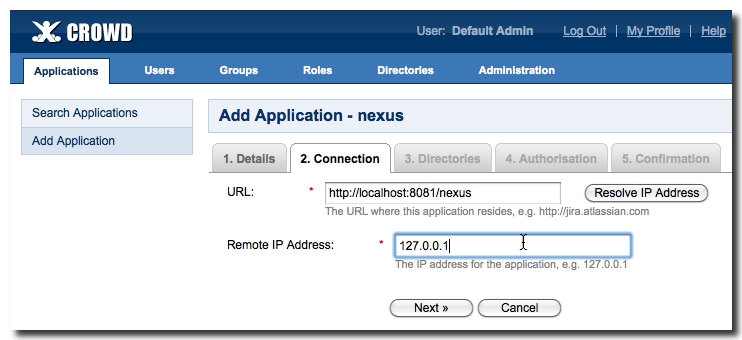 CROWD
User: Default Admin Log Out | My Profile | Help
Applications Users Groups Roles Directories Administration
Search Applications
Add Application
Add Application - nexus
1. Details 2. Connection 3. Directories 4. Authorisation 5. Confirmation
URL: * http://localhost:8081/nexus Resolve IP Address
The URL where this application resides, e.g. http://jira.atlassian.com
Remote IP Address: * 127.0.0.1
The IP address for the application, e.g. 127.0.0.1
Next » Cancel